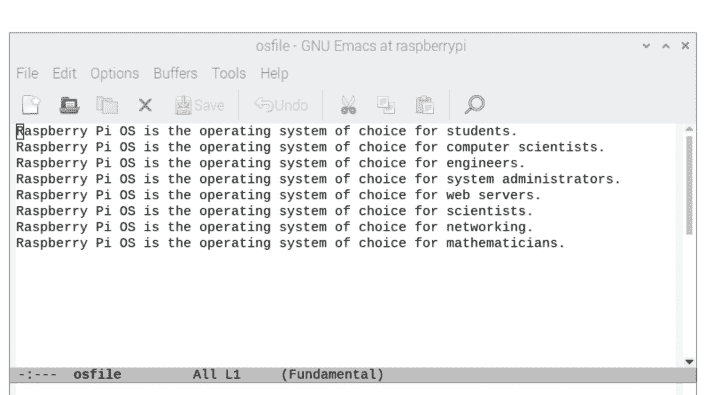 osfile - GNU Emacs at raspberrypi
File Edit Options Buffers Tools Help
Save Undo
Raspberry Pi OS is the operating system of choice for students.
Raspberry Pi OS is the operating system of choice for computer scientists.
Raspberry Pi OS is the operating system of choice for engineers.
Raspberry Pi OS is the operating system of choice for system administrators.
Raspberry Pi OS is the operating system of choice for web servers.
Raspberry Pi OS is the operating system of choice for scientists.
Raspberry Pi OS is the operating system of choice for networking.
Raspberry Pi OS is the operating system of choice for mathematicians.
-:--- osfile All L1 (Fundamental)